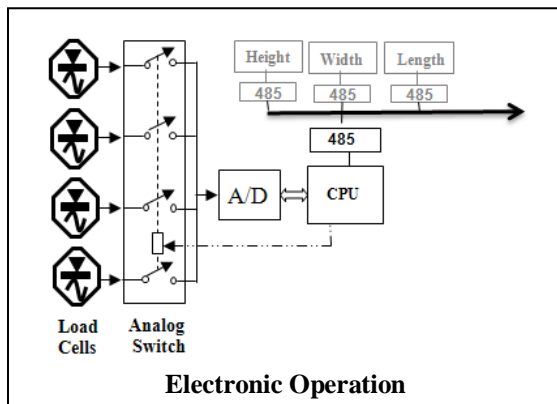 Height Width Length
485 485 485
485
A/D CPU
Load Analog
Cells Switch
Electronic Operation